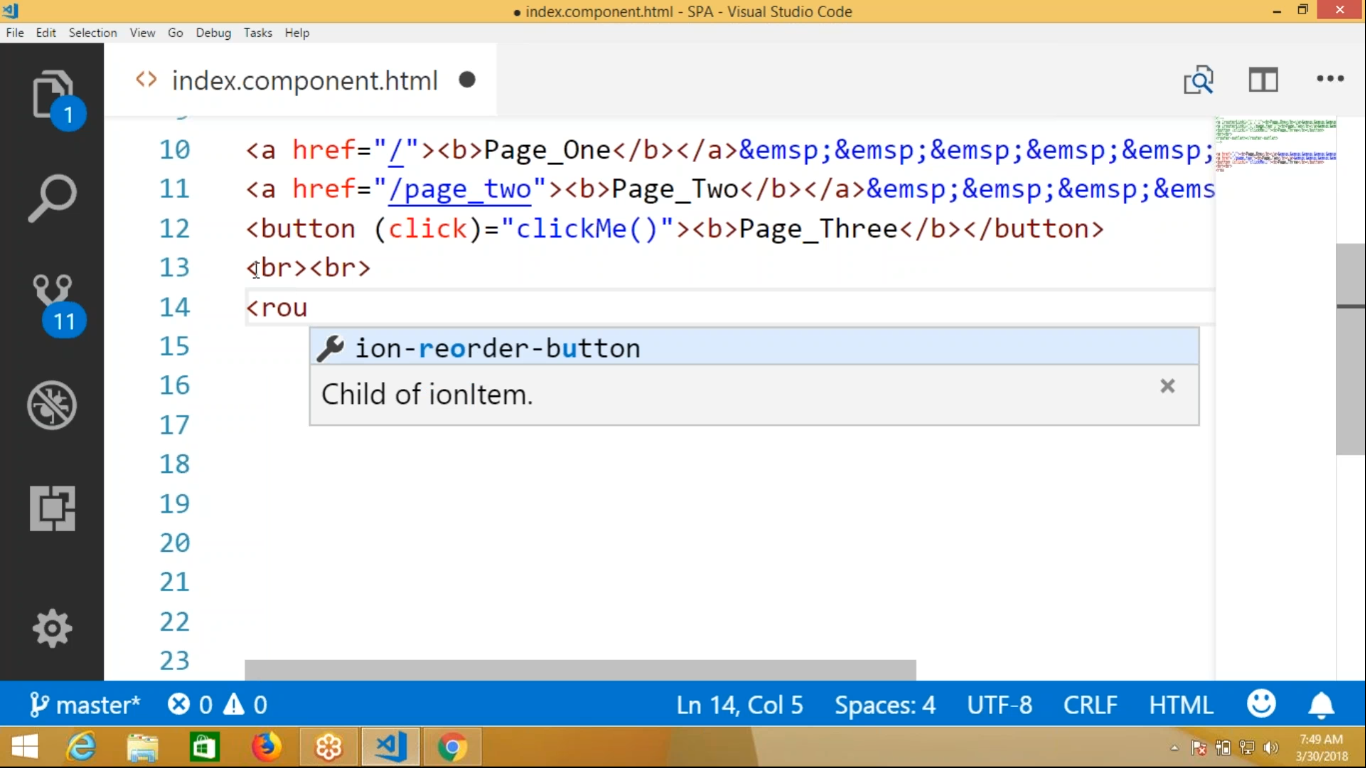 ● index.component.html - SPA - Visual Studio Code
File Edit Selection View Go Debug Tasks Help
<> index.component.html ●
1
10 <a href="/"><b>Page_One</b></a>&emsp;&emsp;&emsp;&emsp;&emsp;
11 <a href="/page_two"><b>Page_Two</b></a>&emsp;&emsp;&emsp;&ems
12 <button (click)="clickMe()"><b>Page_Three</b></button>
13 <br><br>
14 <rou
11
15 ion-reorder-button
16 Child of ionItem.
17
18
19
20
21
22
23
master* 0 0 Ln 14, Col 5 Spaces: 4 UTF-8 CRLF HTML
7:49 AM
3/30/2018